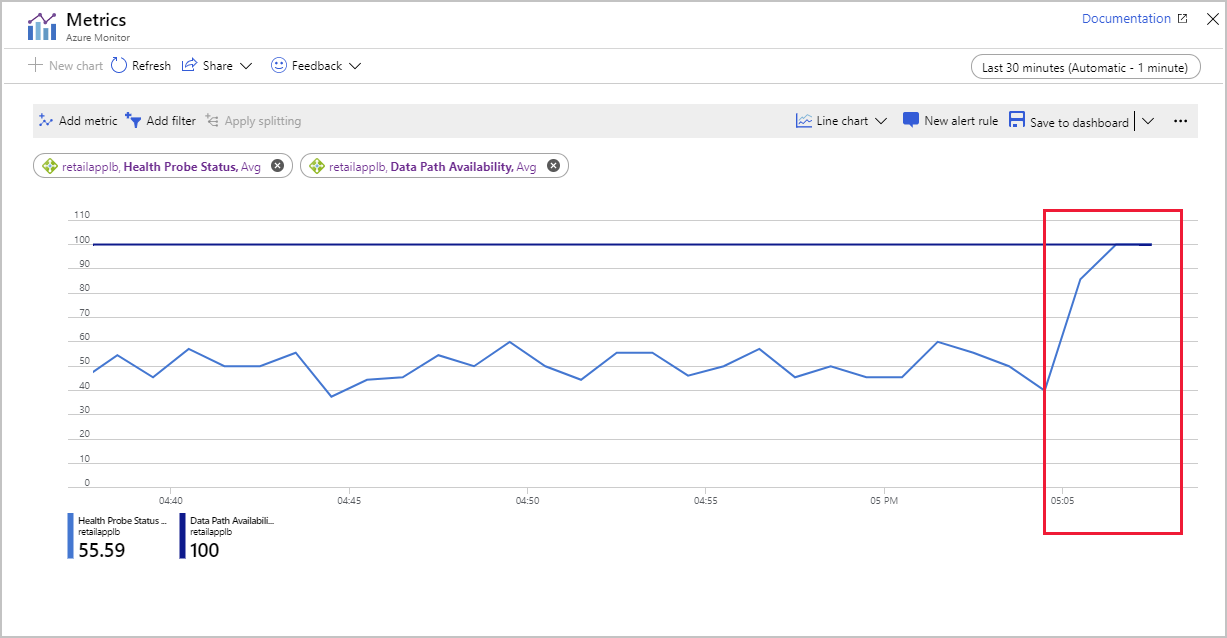 Metrics
Azure Monitor
Documentation
New chart Refresh Share Feedback
Last 30 minutes (Automatic - 1 minute)
Add metric Add filter Apply splitting Line chart New alert rule Save to dashboard ...
retailapplb, Health Probe Status, Avg
retailapplb, Data Path Availability, Avg
110
100
90
80
70
60
50
40
30
20
10
0
04:40 04:45 04:50 04:55 05 PM 05:05
Health Probe Status ...
retailapplb
55.59
Data Path Availabili...
retailapplb
100